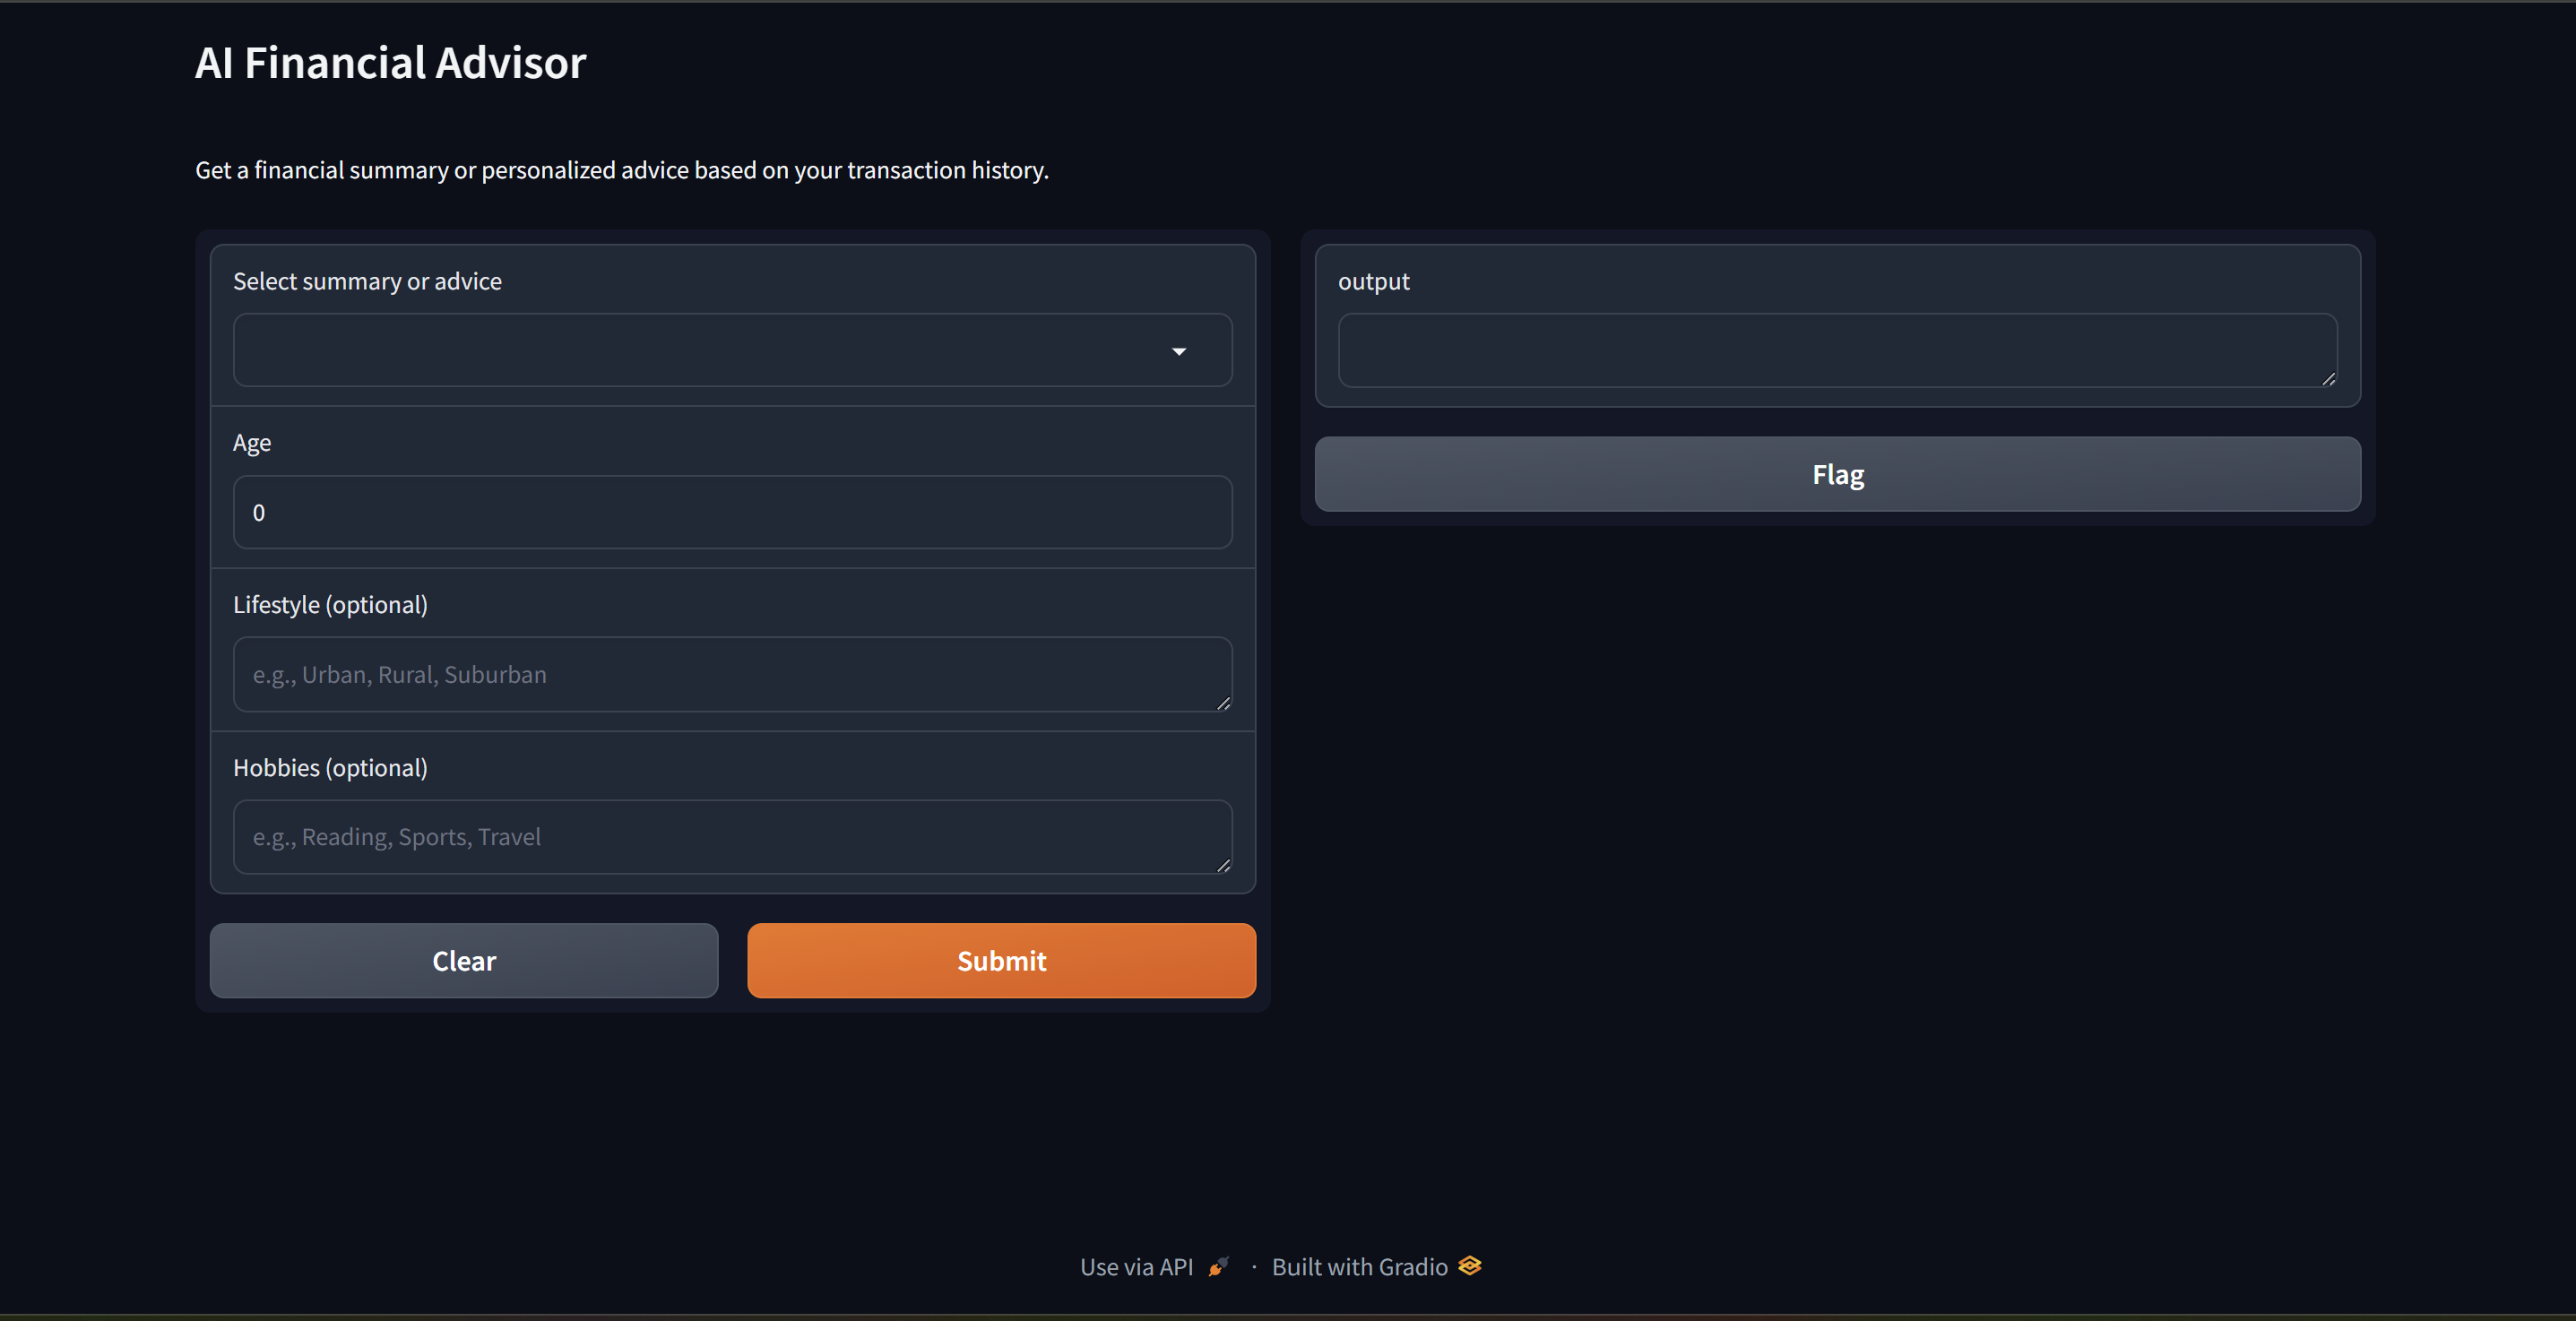 AI Financial Advisor
Get a financial summary or personalized advice based on your transaction history.
Select summary or advice
Age
0
Lifestyle (optional)
e.g., Urban, Rural, Suburban
Hobbies (optional)
e.g., Reading, Sports, Travel
Clear
Submit
output
Flag
Use via API · Built with Gradio